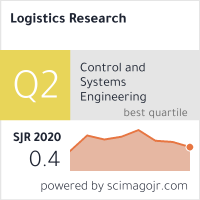 Logistics Research
Q2
Control and
Systems
Engineering
best quartile
SJR 2020
0.4
powered by scimagojr.com